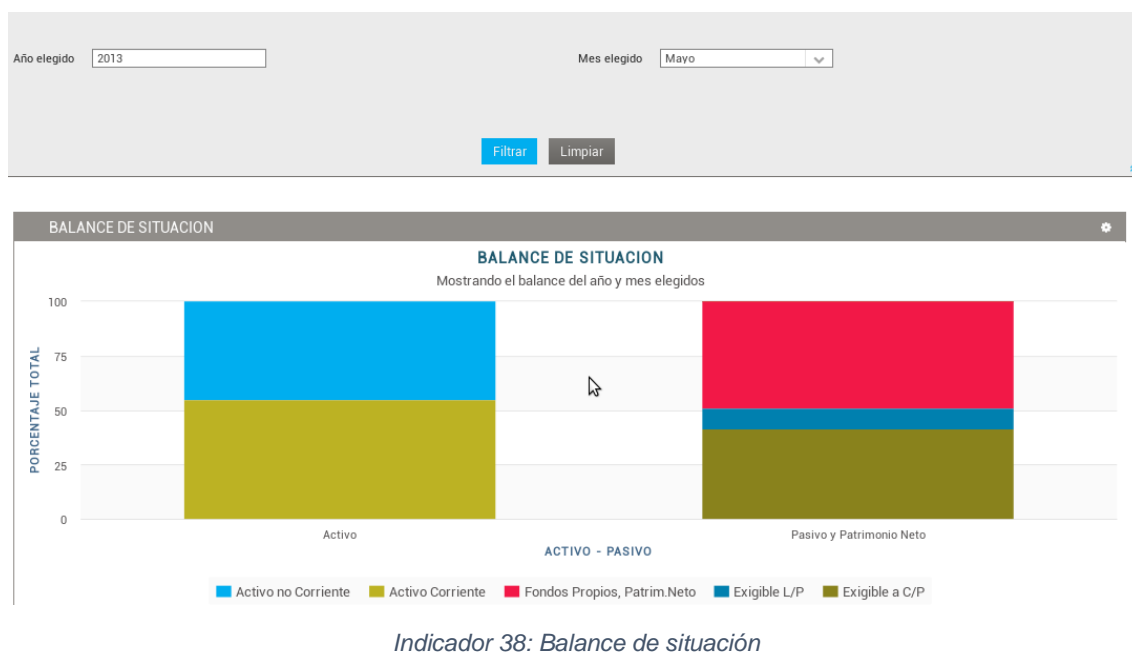 Año elegido 2013 Mes elegido Mayo
Filtrar Limpiar
BALANCE DE SITUACION
BALANCE DE SITUACION
Mostrando el balance del año y mes elegidos
PORCENTAJE TOTAL
100
75
50
25
0
Activo Pasivo y Patrimonio Neto
ACTIVO - PASIVO
Activo no Corriente Activo Corriente Fondos Propios, Patrim.Neto Exigible L/P Exigible a C/P
Indicador 38: Balance de situación